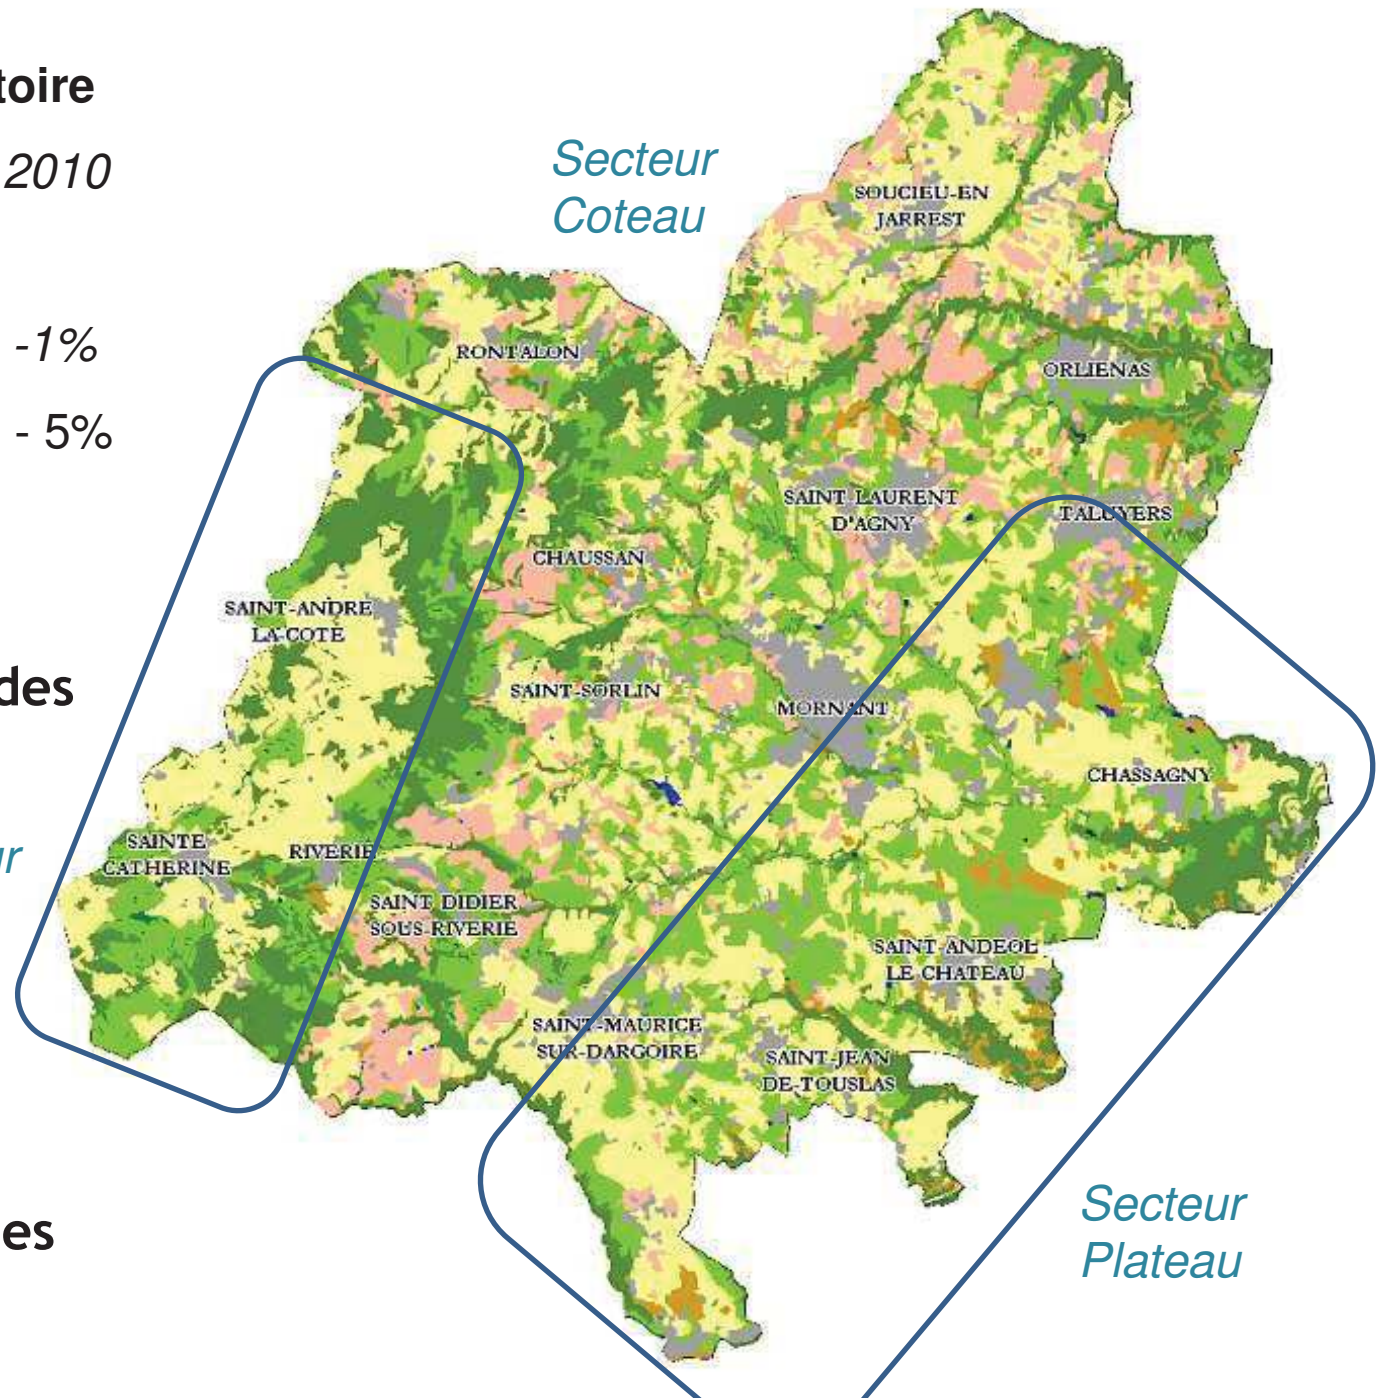 toire
2010
-1%
- 5%
des
ur
es
Secteur
Coteau
SOUCIEU-EN
JARREST
RONTALON
ORLIENAS
SAINT LAURENT
D'AGNY
TALUYERS
CHAUSSAN
SAINT-ANDRE
LA-COTE
SAINT-SORLIN
MORNANT
CHASSAGNY
SAINTE
CATHERINE
RIVERIE
SAINT DIDIER
SOUS-RIVERIE
SAINT ANDEOL
LE CHATEAU
SAINT-MAURICE
SUR-DARGOIRE
SAINT-JEAN
DE-TOUSLAS
Secteur
Plateau